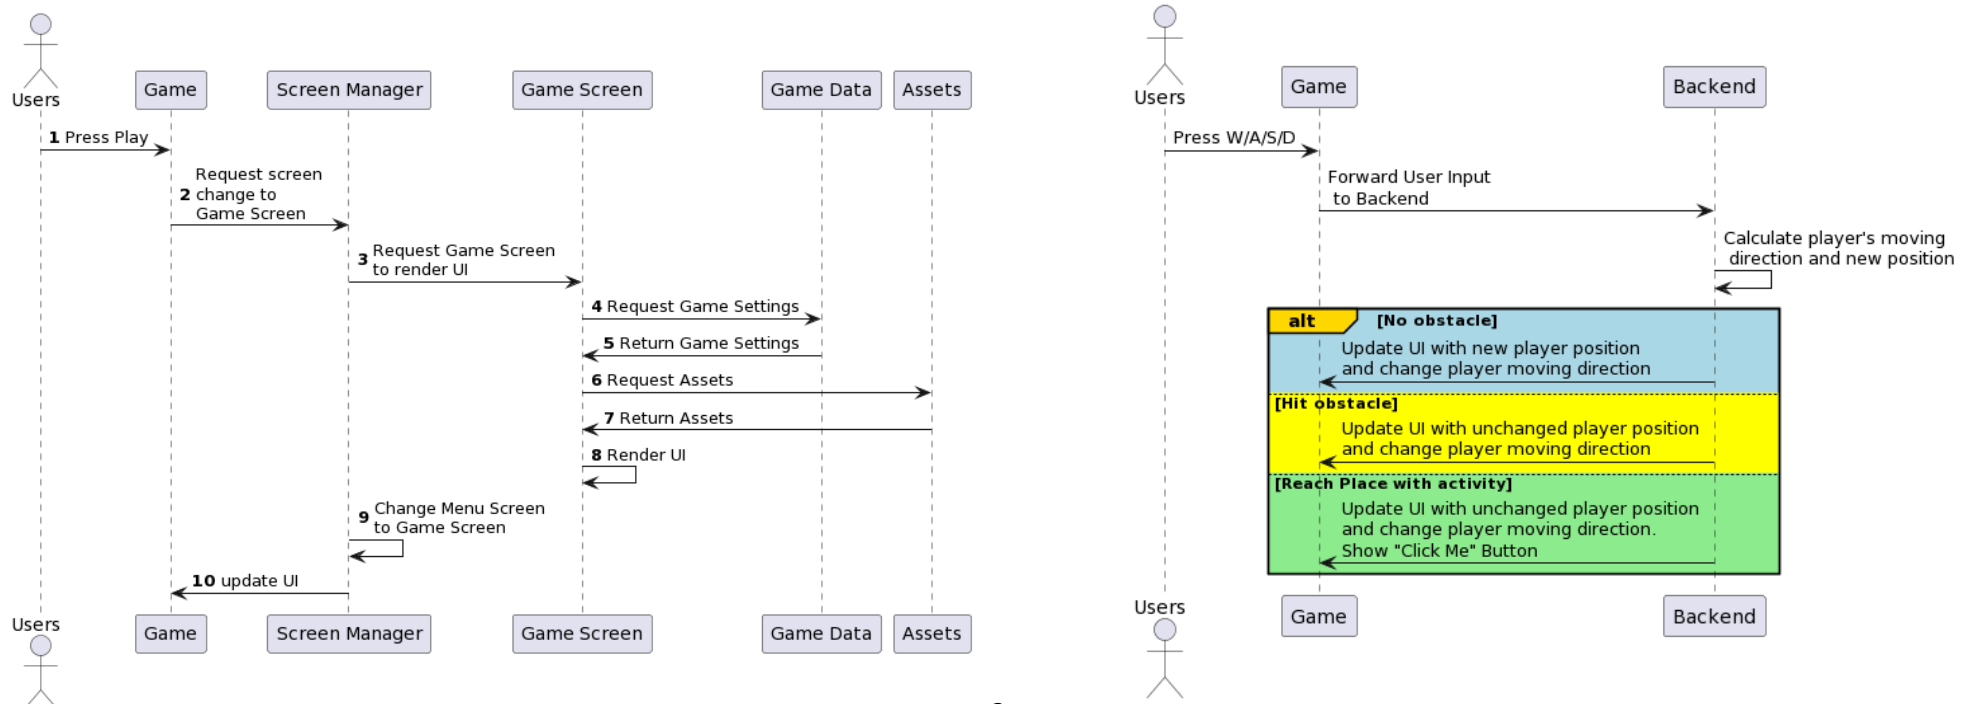 Users
Game
Screen Manager
Game Screen
Game Data
Assets
1 Press Play
Request screen
2 change to
Game Screen
Request Game Screen
3
to render UI
4 Request Game Settings
5 Return Game Settings
6 Request Assets
7 Return Assets
8 Render UI
Change Menu Screen
9
to Game Screen
10 update UI
Users
Game
Screen Manager
Game Screen
Game Data
Assets
Users
Game
Backend
Press W/A/S/D
Forward User Input
to Backend
Calculate player's moving
direction and new position
alt [No obstacle]
Update UI with new player position
and change player moving direction
[Hit obstacle]
Update UI with unchanged player position
and change player moving direction
[Reach Place with activity]
Update UI with unchanged player position
and change player moving direction.
Show "Click Me" Button
Users
Game
Backend